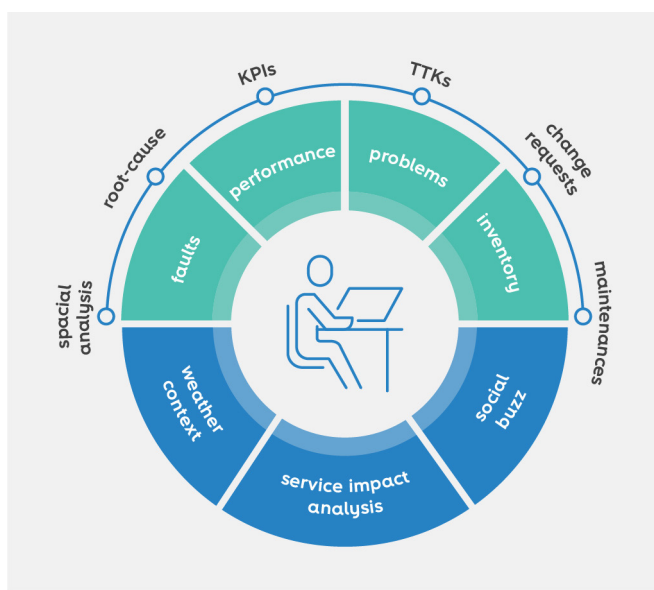 KPIs
TTKs
root-cause
change
requests
spacial
analysis
maintenances
performance
problems
faults
inventory
weather
context
social
buzz
service impact
analysis